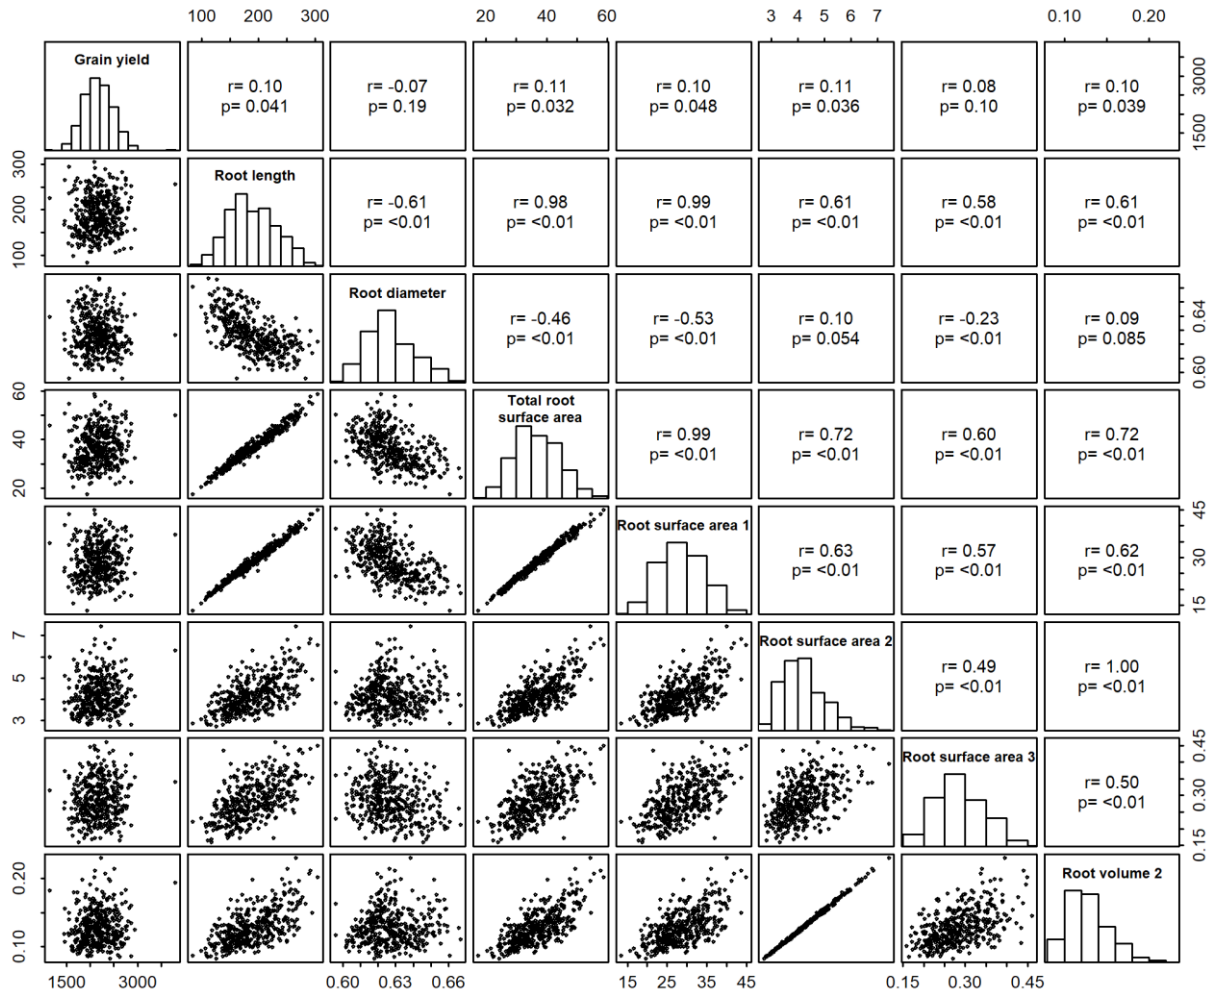 100 200 300 20 40 60 3 4 5 6 7 0.10 0.20
Grain yield
r= 0.10 r= -0.07 r= 0.11 r= 0.10 r= 0.11 r= 0.08 r= 0.10
p= 0.041 p= 0.19 p= 0.032 p= 0.048 p= 0.036 p= 0.10 p= 0.039
1500 3000
100 200 300
Root length
r= -0.61 r= 0.98 r= 0.99 r= 0.61 r= 0.58 r= 0.61
p= <0.01 p= <0.01 p= <0.01 p= <0.01 p= <0.01 p= <0.01
Root diameter
r= -0.46 r= -0.53 r= 0.10 r= -0.23 r= 0.09
p= <0.01 p= <0.01 p= 0.054 p= <0.01 p= 0.085
0.60 0.64
20 40 60
Total root
surface area
r= 0.99 r= 0.72 r= 0.60 r= 0.72
p= <0.01 p= <0.01 p= <0.01 p= <0.01
Root surface area 1
r= 0.63 r= 0.57 r= 0.62
p= <0.01 p= <0.01 p= <0.01
15 30 45
3 5 7
Root surface area 2
r= 0.49 r= 1.00
p= <0.01 p= <0.01
Root surface area 3
r= 0.50
p= <0.01
0.15 0.30 0.45
0.10 0.20
Root volume 2
1500 3000 0.60 0.63 0.66 15 25 35 45 0.15 0.30 0.45